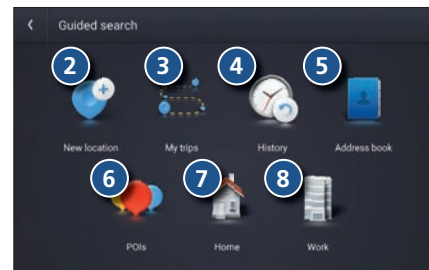 Guided search
2 3 4 5
New location My trips History Address book
6 7 8
POIs Home Work